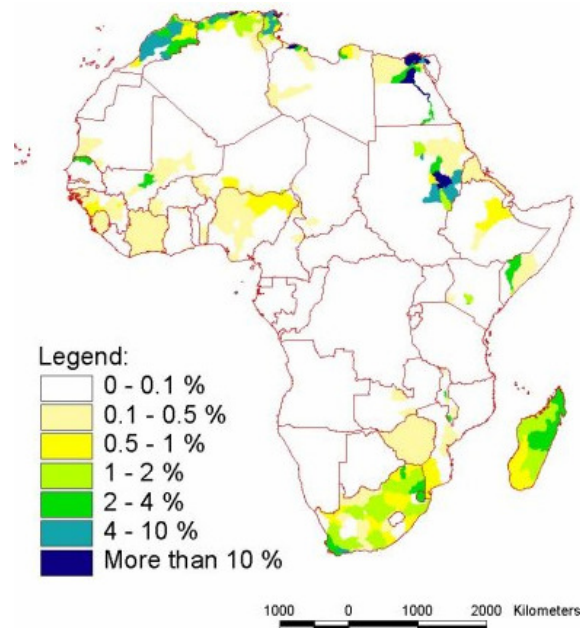 Legend:
0 - 0.1 %
0.1 - 0.5 %
0.5 - 1 %
1 - 2 %
2 - 4 %
4 - 10 %
More than 10 %
1000 0 1000 2000 Kilometers